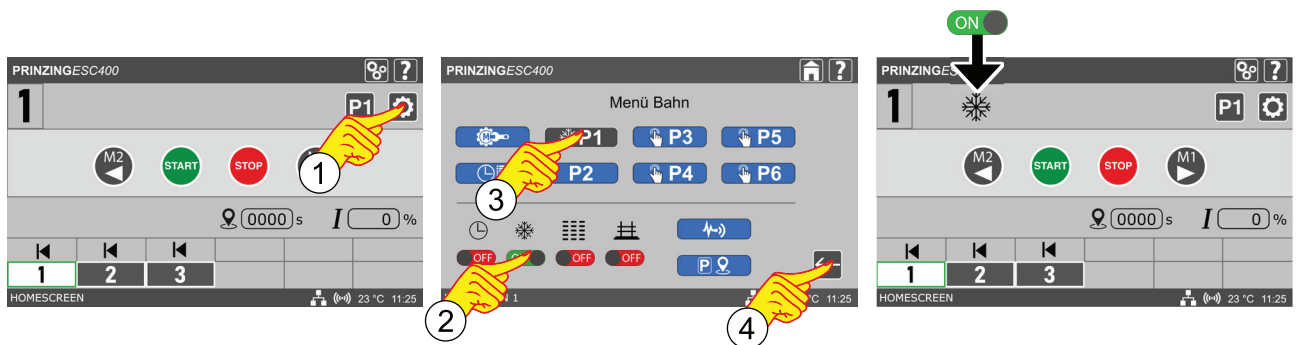 ON
PRINZINGESC400
?
1
P1
1
M2
START
STOP
0000 s
I 0 %
1 2 3
HOMESCREEN
23 °C 11:25
PRINZINGESC400
?
Menü Bahn
P1
P3
P5
3
P2
P4
P6
OFF
OFF
OFF
P
2
4
1
°C 11:25
?
1
P1
M2
START
STOP
M1
0000 s
I 0 %
1 2 3
HOMESCREEN
23 °C 11:25